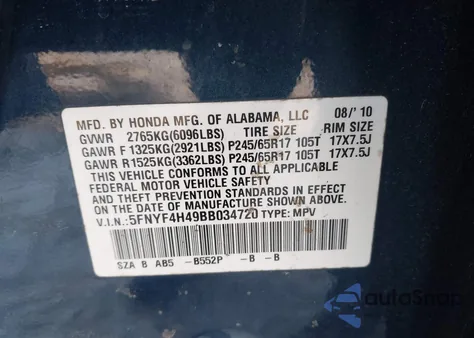 MFD. BY HONDA MFG. OF ALABAMA, LLC 08/'10
GVWR 2765KG(6096LBS) TIRE SIZE RIM SIZE
GAWR F 1325KG(2921LBS) P245/65R17 105T 17X7.5J
GAWR R 1525KG(3362LBS) P245/65R17 105T 17X7.5J
THIS VEHICLE CONFORMS TO ALL APPLICABLE
FEDERAL MOTOR VEHICLE SAFETY STANDARDS IN
EFFECT ON THE DATE OF MANUFACTURE SHOWN ABOVE.
V.I.N.: 5FNYF4H49BB034720 TYPE: MPV
SZA B AB5 -B552P -B -B
autoSnap